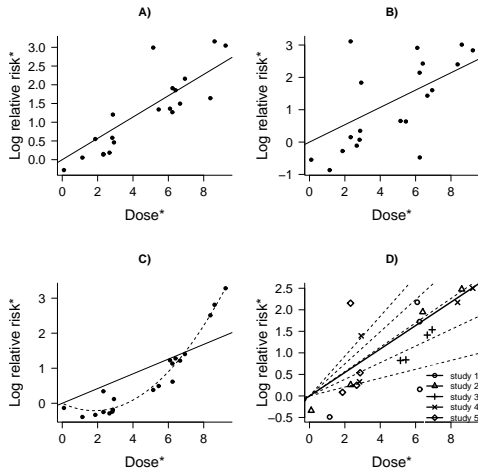 A)
Log relative risk*
3.0
2.5
2.0
1.5
1.0
0.5
0.0
0 2 4 6 8
Dose*
B)
Log relative risk*
3
2
1
0
−1
0 2 4 6 8
Dose*
C)
Log relative risk*
3
2
1
0
0 2 4 6 8
Dose*
D)
Log relative risk*
2.5
2.0
1.5
1.0
0.5
0.0
−0.5
study 1
study 2
study 3
study 4
study 5
0 2 4 6 8
Dose*